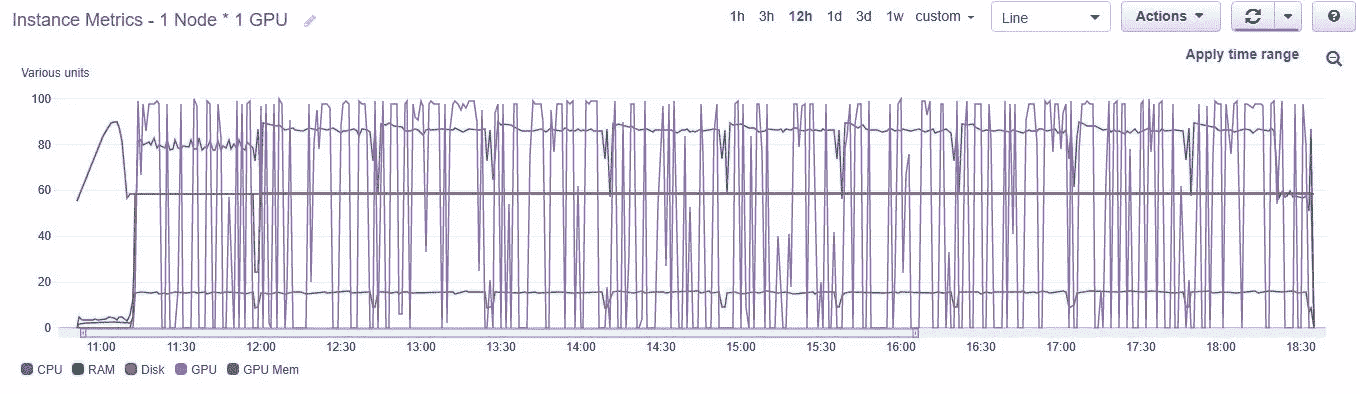 Instance Metrics - 1 Node * 1 GPU
1h 3h 12h 1d 3d 1w custom Line Actions
Apply time range
Various units
100
80
60
40
20
0
11:00 11:30 12:00 12:30 13:00 13:30 14:00 14:30 15:00 15:30 16:00 16:30 17:00 17:30 18:00 18:30
CPU RAM Disk GPU GPU Mem